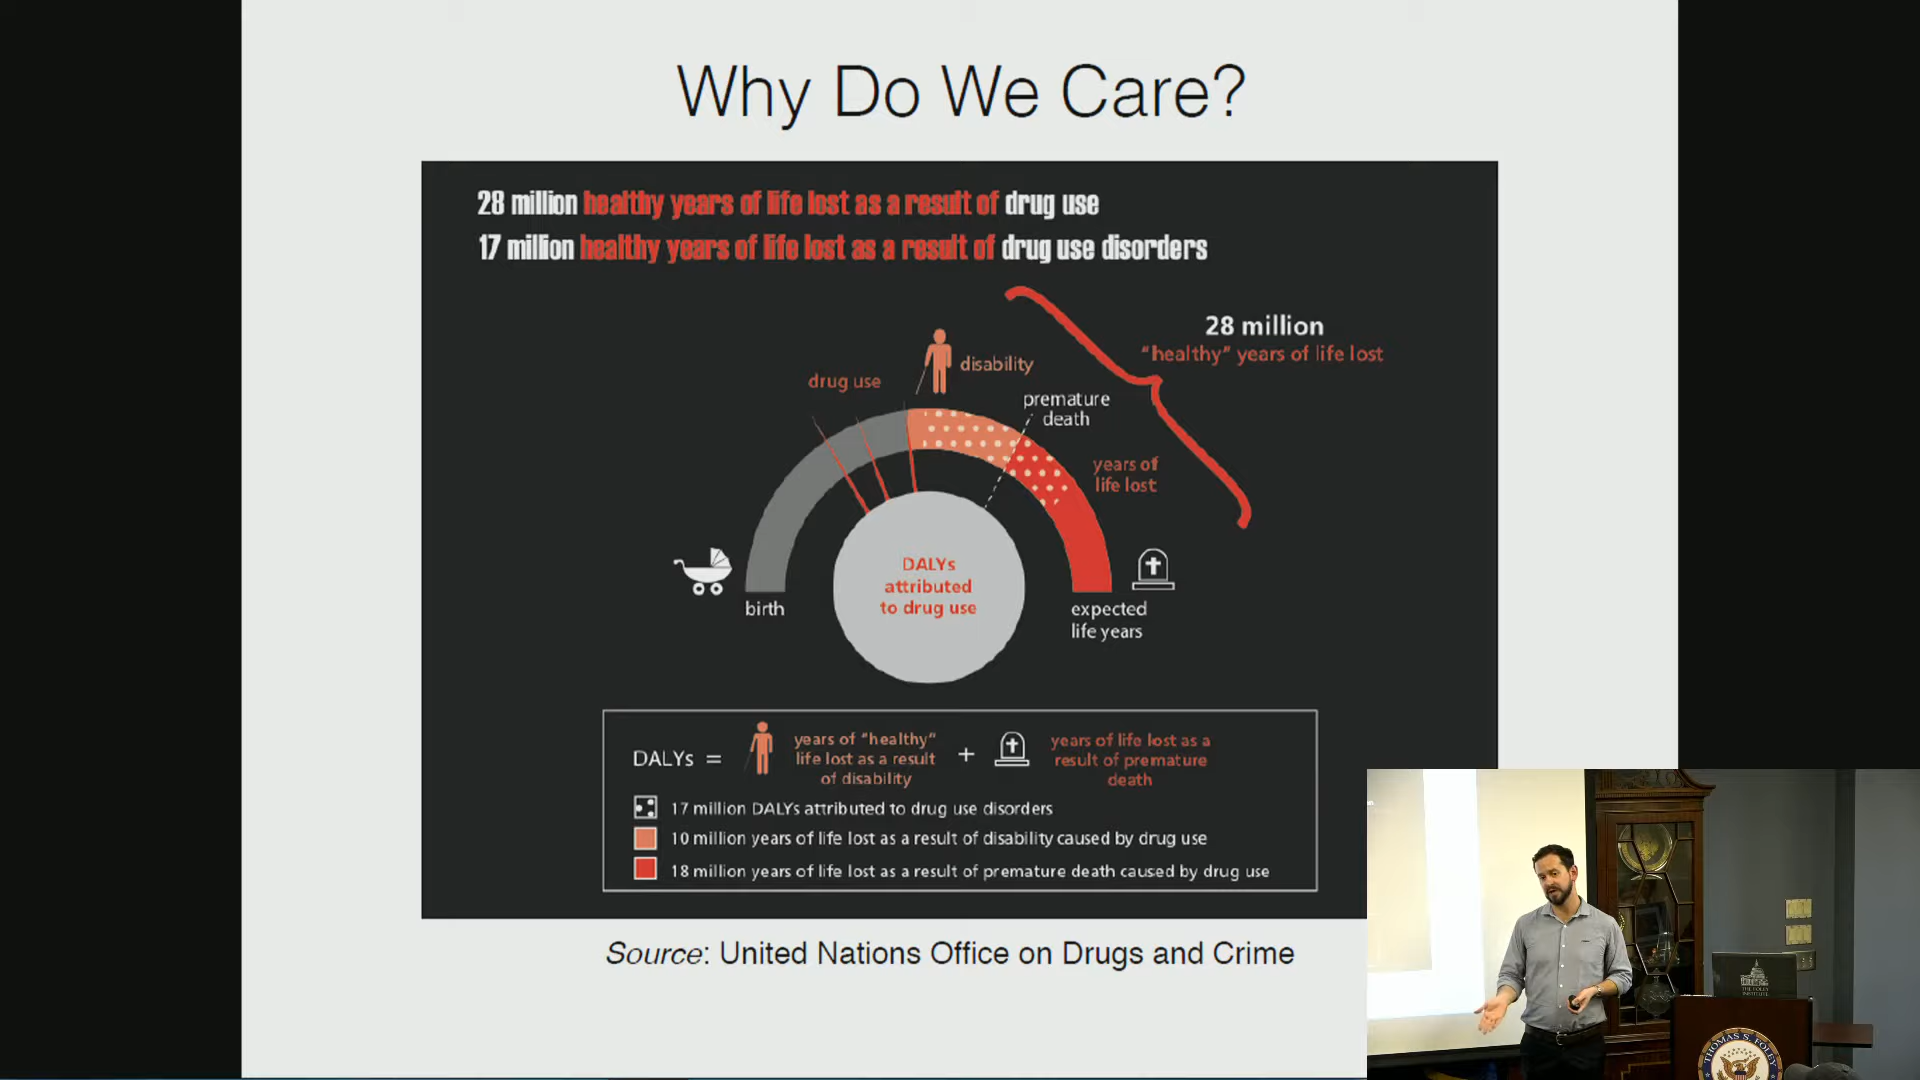 Why Do We Care?
28 million healthy years of life lost as a result of drug use
17 million healthy years of life lost as a result of drug use disorders
28 million
"healthy" years of life lost
disability
drug use
premature
death
years of
life lost
DALYs
attributed
to drug use
birth
expected
life years
DALYs =
years of "healthy"
life lost as a result
of disability
+
years of life lost as a
result of premature
death
17 million DALYs attributed to drug use disorders
10 million years of life lost as a result of disability caused by drug use
18 million years of life lost as a result of premature death caused by drug use
Source: United Nations Office on Drugs and Crime
THE FOLEY
INSTITUTE
THOMAS S. FOLEY